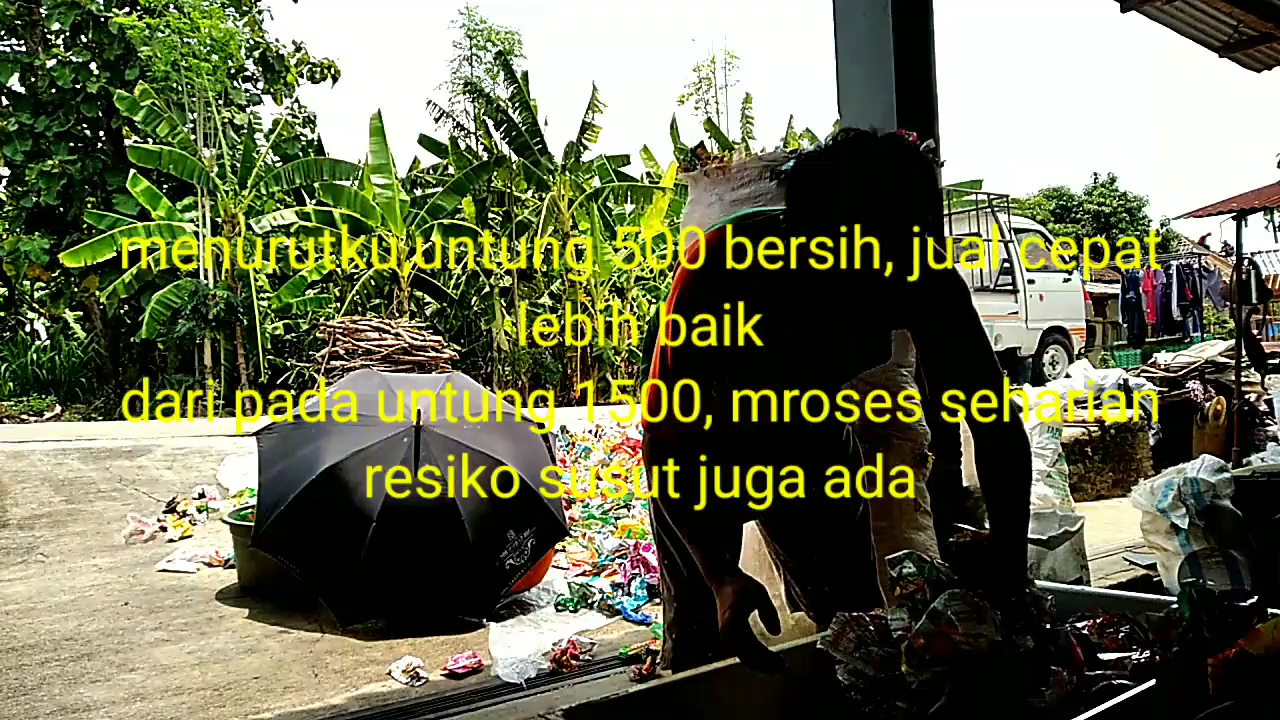 menurutku untung 500 bersih, jual cepat
lebih baik
dari pada untung 1500, mroses seharian
resiko susut juga ada